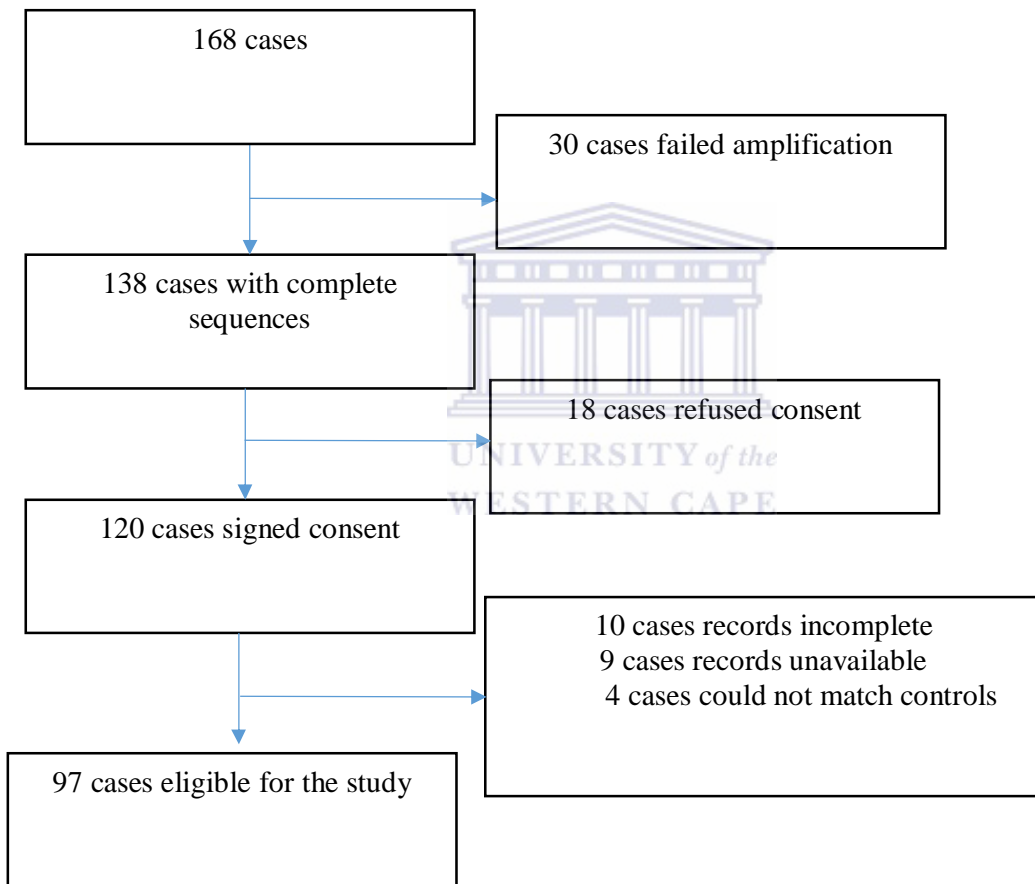 168 cases
30 cases failed amplification
138 cases with complete
sequences
18 cases refused consent
UNIVERSITY of the
WESTERN CAPE
120 cases signed consent
10 cases records incomplete
9 cases records unavailable
4 cases could not match controls
97 cases eligible for the study